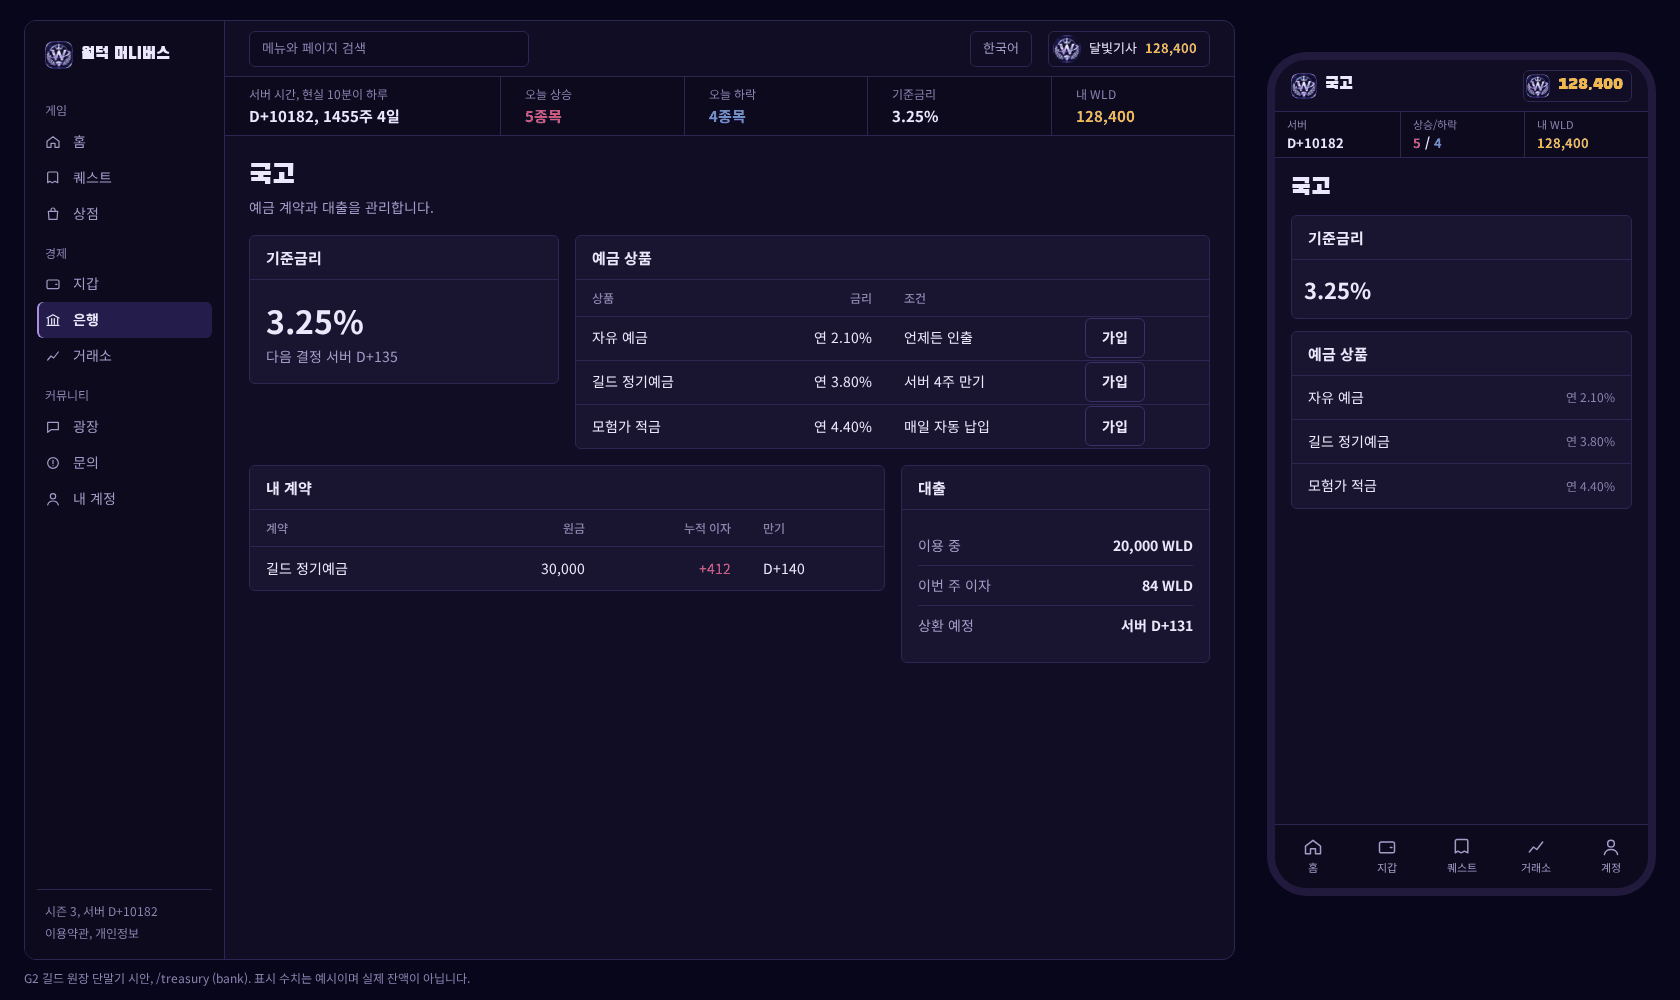 월덕 머니버스
게임
홈
퀘스트
상점
경제
지갑
은행
거래소
커뮤니티
광장
문의
내 계정
시즌 3, 서버 D+10182
이용약관, 개인정보
메뉴와 페이지 검색
한국어
달빛기사 128,400
서버 시간, 현실 10분이 하루
D+10182, 1455주 4일
오늘 상승
5종목
오늘 하락
4종목
기준금리
3.25%
내 WLD
128,400
국고
예금 계약과 대출을 관리합니다.
기준금리
3.25%
다음 결정 서버 D+135
예금 상품
상품 금리 조건
자유 예금 연 2.10% 언제든 인출 가입
길드 정기예금 연 3.80% 서버 4주 만기 가입
모험가 적금 연 4.40% 매일 자동 납입 가입
내 계약
계약 원금 누적 이자 만기
길드 정기예금 30,000 +412 D+140
대출
이용 중 20,000 WLD
이번 주 이자 84 WLD
상환 예정 서버 D+131
G2 길드 원장 단말기 시안, /treasury (bank). 표시 수치는 예시이며 실제 잔액이 아닙니다.
국고
128,400
서버
D+10182
상승/하락
5 / 4
내 WLD
128,400
국고
기준금리
3.25%
예금 상품
자유 예금 연 2.10%
길드 정기예금 연 3.80%
모험가 적금 연 4.40%
홈
지갑
퀘스트
거래소
계정